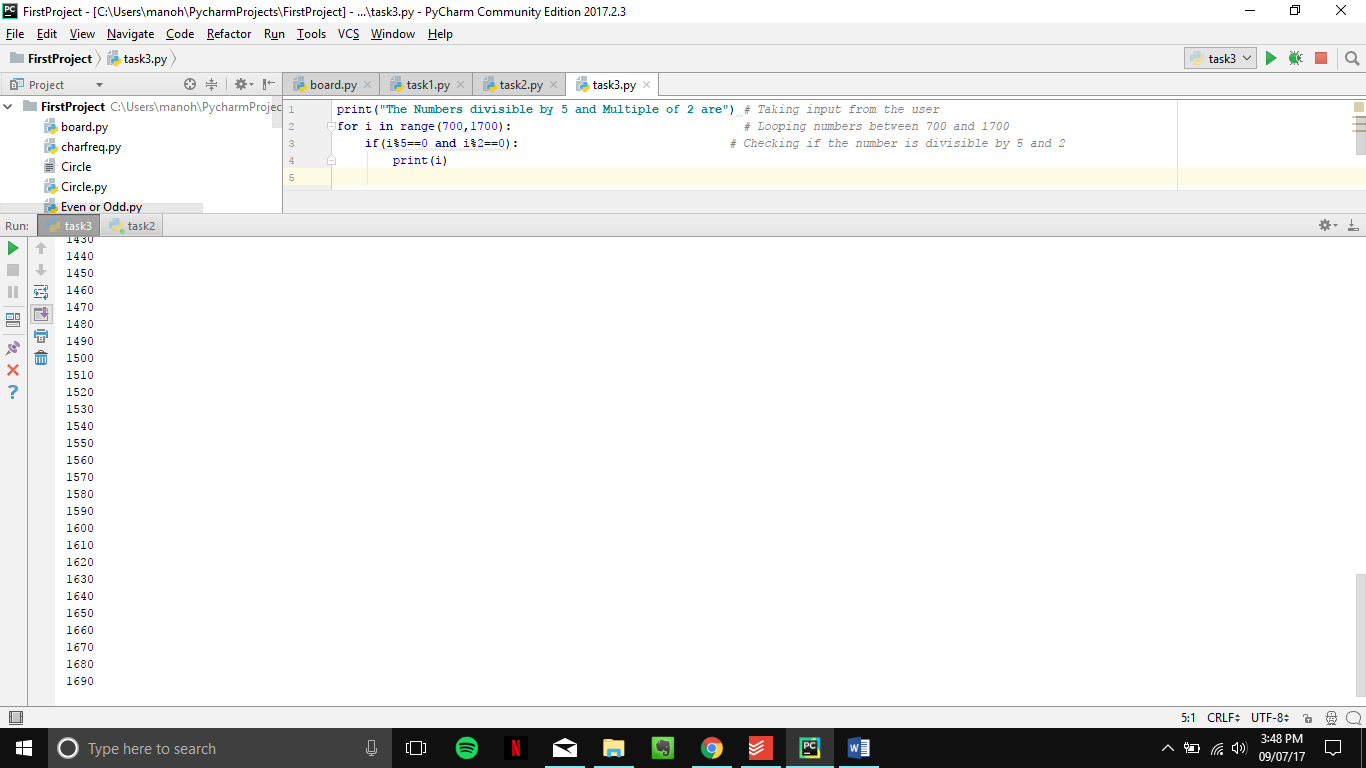 FirstProject - [C:\Users\manoh\PycharmProjects\FirstProject] - ...\task3.py - PyCharm Community Edition 2017.2.3
File Edit View Navigate Code Refactor Run Tools VCS Window Help
FirstProject task3.py task3
Project board.py task1.py task2.py task3.py
FirstProject C:\Users\manoh\PycharmProjec
board.py
charfreq.py
Circle
Circle.py
Even or Odd.py
1 print("The Numbers divisible by 5 and Multiple of 2 are") # Taking input from the user
2 for i in range(700,1700): # Looping numbers between 700 and 1700
3 if(i%5==0 and i%2==0): # Checking if the number is divisible by 5 and 2
4 print(i)
5
Run: task3 task2
1430
1440
1450
1460
1470
1480
1490
1500
1510
1520
1530
1540
1550
1560
1570
1580
1590
1600
1610
1620
1630
1640
1650
1660
1670
1680
1690
5:1 CRLF UTF-8
Type here to search
3:48 PM
09/07/17